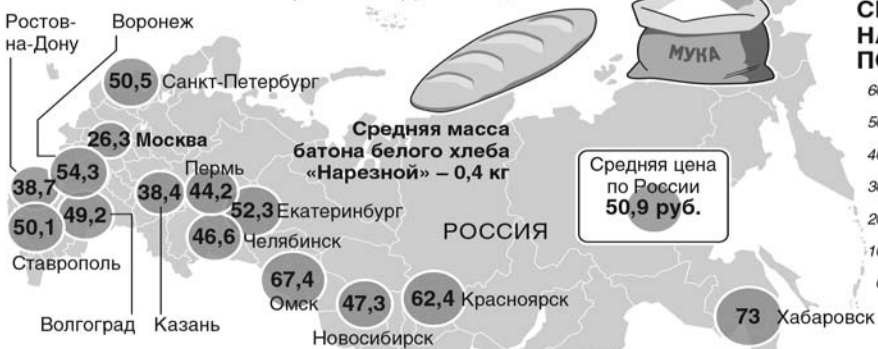 Ростов-
на-Дону
Воронеж
50,5 Санкт-Петербург
26,3 Москва
54,3
38,7
50,1
49,2
Ставрополь
Волгоград
Казань
38,4
Пермь
44,2
52,3 Екатеринбург
46,6 Челябинск
67,4
Омск
47,3
Новосибирск
62,4 Красноярск
РОССИЯ
73 Хабаровск
Средняя масса
батона белого хлеба
«Нарезной» – 0,4 кг
МУКА
Средняя цена
по России
50,9 руб.